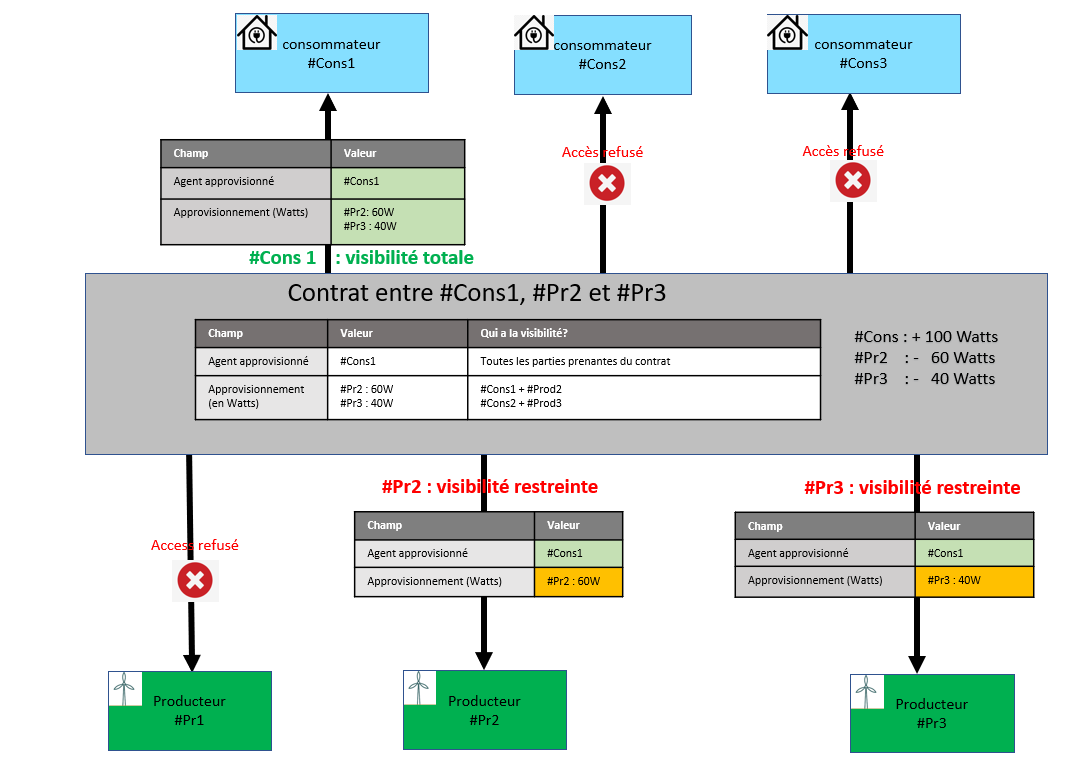 consommateur
#Cons1
consommateur
#Cons2
consommateur
#Cons3
Accès refusé
Accès refusé
Champ Valeur
Agent approvisionné #Cons1
Approvisionnement (Watts) #Pr2: 60W
#Pr3 : 40W
#Cons 1 : visibilité totale
Contrat entre #Cons1, #Pr2 et #Pr3
Champ Valeur Qui a la visibilité?
Agent approvisionné #Cons1 Toutes les parties prenantes du contrat
Approvisionnement #Pr2 : 60W #Cons1 + #Prod2
(en Watts) #Pr3 : 40W #Cons2 + #Prod3
#Cons : + 100 Watts
#Pr2 : - 60 Watts
#Pr3 : - 40 Watts
Access refusé
#Pr2 : visibilité restreinte
Champ Valeur
Agent approvisionné #Cons1
Approvisionnement (Watts) #Pr2 : 60W
#Pr3 : visibilité restreinte
Champ Valeur
Agent approvisionné #Cons1
Approvisionnement (Watts) #Pr3 : 40W
Producteur
#Pr1
Producteur
#Pr2
Producteur
#Pr3